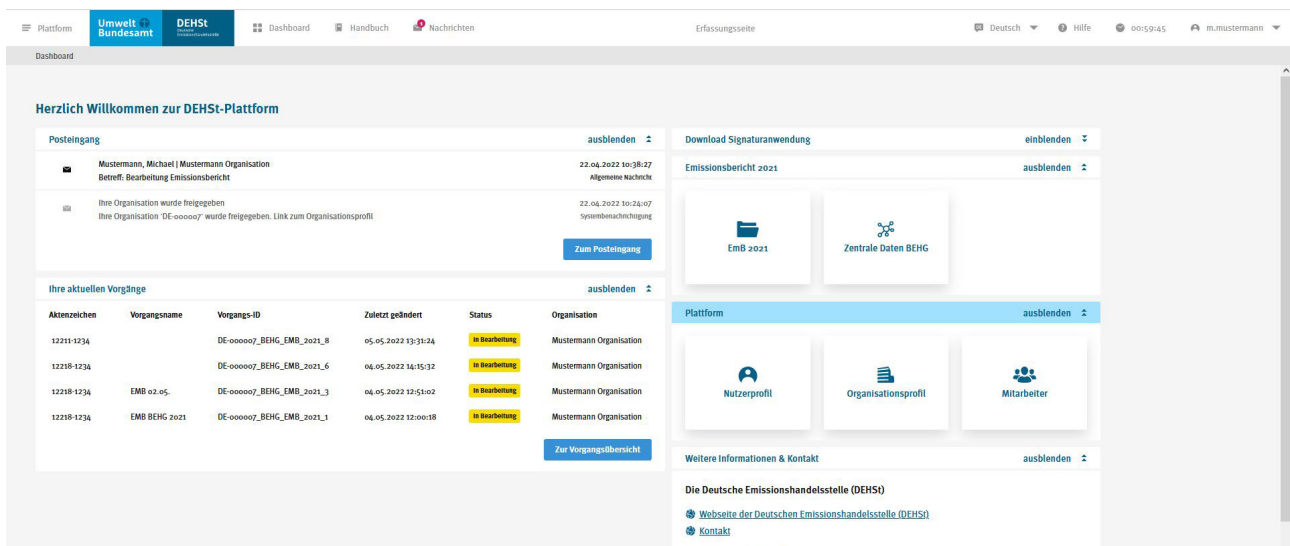 Plattform
Umwelt
Bundesamt
DEHSt
Deutsche
Emissionshandelsstelle
Dashboard
Handbuch
1
Nachrichten
Erfassungsseite
Deutsch
Hilfe
00:59:45
m.mustermann
Dashboard
Herzlich Willkommen zur DEHSt-Plattform
Posteingang ausblenden
Mustermann, Michael | Mustermann Organisation 22.04.2022 10:38:27
Betreff: Bearbeitung Emissionsbericht Allgemeine Nachricht
Ihre Organisation wurde freigegeben 22.04.2022 10:24:07
Ihre Organisation 'DE-000007' wurde freigegeben. Link zum Organisationsprofil Systembenachrichtigung
Zum Posteingang
Ihre aktuellen Vorgänge ausblenden
Aktenzeichen Vorgangsname Vorgangs-ID Zuletzt geändert Status Organisation
12211-1234 DE-000007_BEHG_EMB_2021_8 05.05.2022 13:31:24 In Bearbeitung Mustermann Organisation
12218-1234 DE-000007_BEHG_EMB_2021_6 04.05.2022 14:15:32 In Bearbeitung Mustermann Organisation
12218-1234 EMB 02.05. DE-000007_BEHG_EMB_2021_3 04.05.2022 12:51:02 In Bearbeitung Mustermann Organisation
12218-1234 EMB BEHG 2021 DE-000007_BEHG_EMB_2021_1 04.05.2022 12:00:18 In Bearbeitung Mustermann Organisation
Zur Vorgangsübersicht
Download Signaturanwendung einblenden
Emissionsbericht 2021 ausblenden
EmB 2021 Zentrale Daten BEHG
Plattform ausblenden
Nutzerprofil Organisationsprofil Mitarbeiter
Weitere Informationen & Kontakt ausblenden
Die Deutsche Emissionshandelsstelle (DEHSt)
Webseite der Deutschen Emissionshandelsstelle (DEHSt)
Kontakt